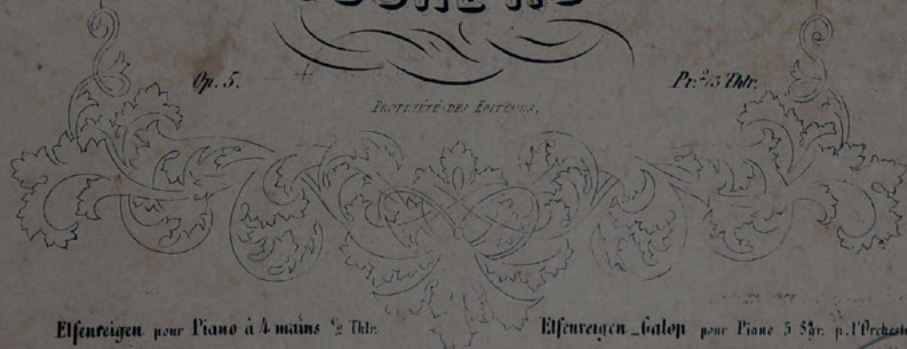 Op. 5. Pr. 2/3 Thlr.
PROPRIÉTÉ DES ÉDITEURS.
Elfenreigen pour Piano à 4 mains 1/2 Thlr. Elfenreigen_Galop pour Piano 5 Sgr. p. l'Orchest